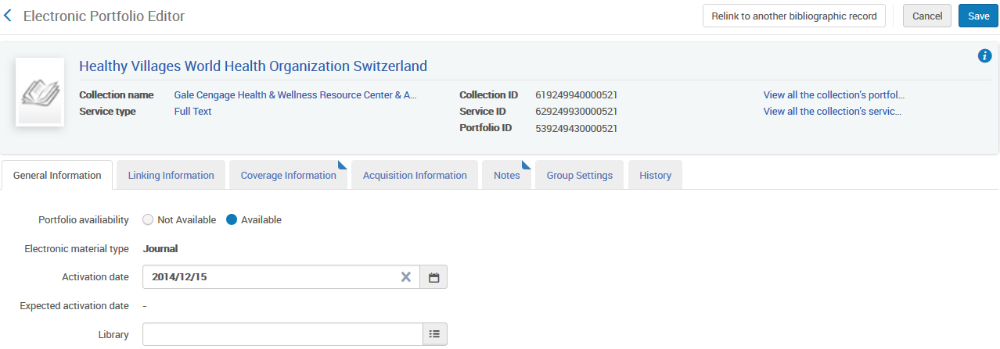 Electronic Portfolio Editor
Relink to another bibliographic record
Cancel
Save
Healthy Villages World Health Organization Switzerland
Collection name Gale Cengage Health & Wellness Resource Center & A...
Service type Full Text
Collection ID 619249940000521
Service ID 629249930000521
Portfolio ID 539249430000521
View all the collection's portfol...
View all the collection's servic...
General Information
Linking Information
Coverage Information
Acquisition Information
Notes
Group Settings
History
Portfolio availiability Not Available Available
Electronic material type Journal
Activation date 2014/12/15
Expected activation date -
Library